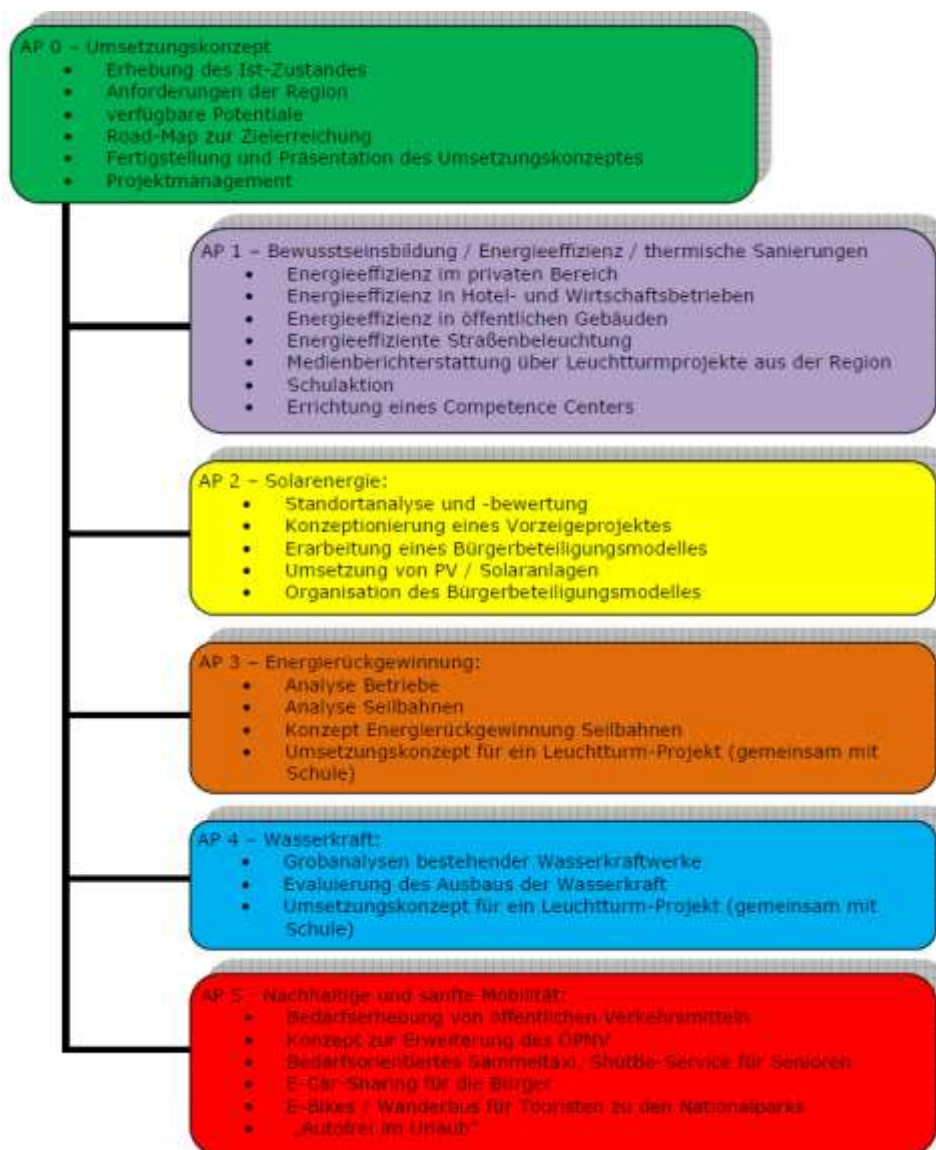 AP 0 – Umsetzungskonzept
• Erhebung des Ist-Zustandes
• Anforderungen der Region
• verfügbare Potentiale
• Road-Map zur Zielerreichung
• Fertigstellung und Präsentation des Umsetzungskonzeptes
• Projektmanagement
AP 1 – Bewusstseinsbildung / Energieeffizienz / thermische Sanierungen
• Energieeffizienz im privaten Bereich
• Energieeffizienz in Hotel- und Wirtschaftsbetrieben
• Energieeffizienz in öffentlichen Gebäuden
• Energieeffiziente Straßenbeleuchtung
• Medienberichterstattung über Leuchtturmprojekte aus der Region
• Schulaktion
• Errichtung eines Competence Centers
AP 2 – Solarenergie:
• Standortanalyse und -bewertung
• Konzeptionierung eines Vorzeigeprojektes
• Erarbeitung eines Bürgerbeteiligungsmodelles
• Umsetzung von PV / Solaranlagen
• Organisation des Bürgerbeteiligungsmodelles
AP 3 – Energierückgewinnung:
• Analyse Betriebe
• Analyse Seilbahnen
• Konzept Energierückgewinnung Seilbahnen
• Umsetzungskonzept für ein Leuchtturm-Projekt (gemeinsam mit
Schule)
AP 4 – Wasserkraft:
• Grobanalysen bestehender Wasserkraftwerke
• Evaluierung des Ausbaus der Wasserkraft
• Umsetzungskonzept für ein Leuchtturm-Projekt (gemeinsam mit
Schule)
AP 5 - Nachhaltige und sanfte Mobilität:
• Bedarfserhebung von öffentlichen Verkehrsmitteln
• Konzept zur Erweiterung des ÖPNV
• Bedarfsorientiertes Sammeltaxi, Shuttle-Service für Senioren
• E-Car-Sharing für die Bürger
• E-Bikes / Wanderbus für Touristen zu den Nationalparks
• „Autofrei im Urlaub"